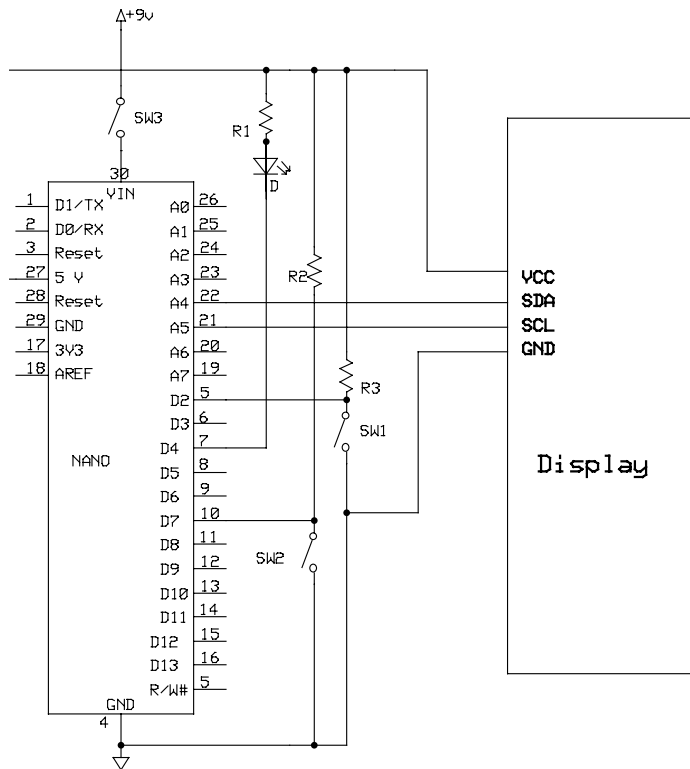 +9v
SW3
R1
30
VIN
D
1 D1/TX A0 26
2 D0/RX A1 25
3 Reset A2 24
27 5 V A3 23
28 Reset A4 22
29 GND A5 21
17 3V3 A6 20
18 AREF A7 19
D2 5
D3 6
D4 7
D5 8
D6 9
D7 10
D8 11
D9 12
D10 13
D11 14
D12 15
D13 16
R/W# 5
NANO
GND
4
R2
R3
SW1
SW2
VCC
SDA
SCL
GND
Display